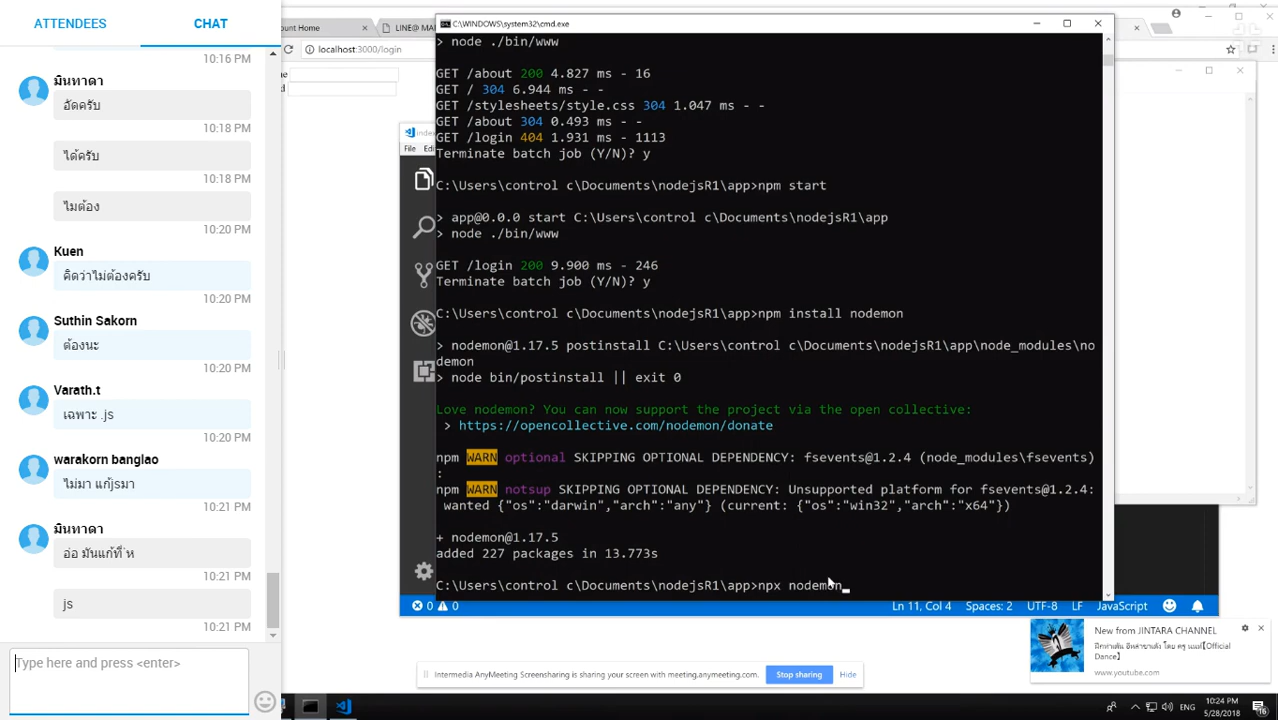 ATTENDEES
CHAT
10:16 PM
มินทาดา
อัดครับ
10:18 PM
ได้ครับ
10:18 PM
ไมต้อง
10:20 PM
Kuen
คิดว่าไม่ต้องครับ
10:20 PM
Suthin Sakorn
ต้องนะ
10:20 PM
Varath.t
เฉพาะ .js
10:20 PM
warakorn banglao
ไม่มา แก้jsมา
10:21 PM
มินทาดา
อ่อ มันแก้ที่ ่ห
10:21 PM
js
10:21 PM
Type here and press <enter>
ount Home
LINE@ MA
localhost:3000/login
File
Edi
C:\WINDOWS\system32\cmd.exe
> node ./bin/www
GET /about 200 4.827 ms - 16
GET / 304 6.944 ms - -
GET /stylesheets/style.css 304 1.047 ms - -
GET /about 304 0.493 ms - -
GET /login 404 1.931 ms - 1113
Terminate batch job (Y/N)? y
C:\Users\control c\Documents\nodejsR1\app>npm start
> app@0.0.0 start C:\Users\control c\Documents\nodejsR1\app
> node ./bin/www
GET /login 200 9.900 ms - 246
Terminate batch job (Y/N)? y
C:\Users\control c\Documents\nodejsR1\app>npm install nodemon
> nodemon@1.17.5 postinstall C:\Users\control c\Documents\nodejsR1\app\node_modules\no
demon
> node bin/postinstall || exit 0
Love nodemon? You can now support the project via the open collective:
> https://opencollective.com/nodemon/donate
npm WARN optional SKIPPING OPTIONAL DEPENDENCY: fsevents@1.2.4 (node_modules\fsevents)
:
npm WARN notsup SKIPPING OPTIONAL DEPENDENCY: Unsupported platform for fsevents@1.2.4:
wanted {"os":"darwin","arch":"any"} (current: {"os":"win32","arch":"x64"})
+ nodemon@1.17.5
added 227 packages in 13.773s
C:\Users\control c\Documents\nodejsR1\app>npx nodemon
0 0
Ln 11, Col 4 Spaces: 2 UTF-8 LF JavaScript
New from JINTARA CHANNEL
www.youtube.com
Intermedia AnyMeeting Screensharing is sharing your screen with meeting.anymeeting.com.
Stop sharing
Hide
ENG
10:24 PM
5/28/2018
16